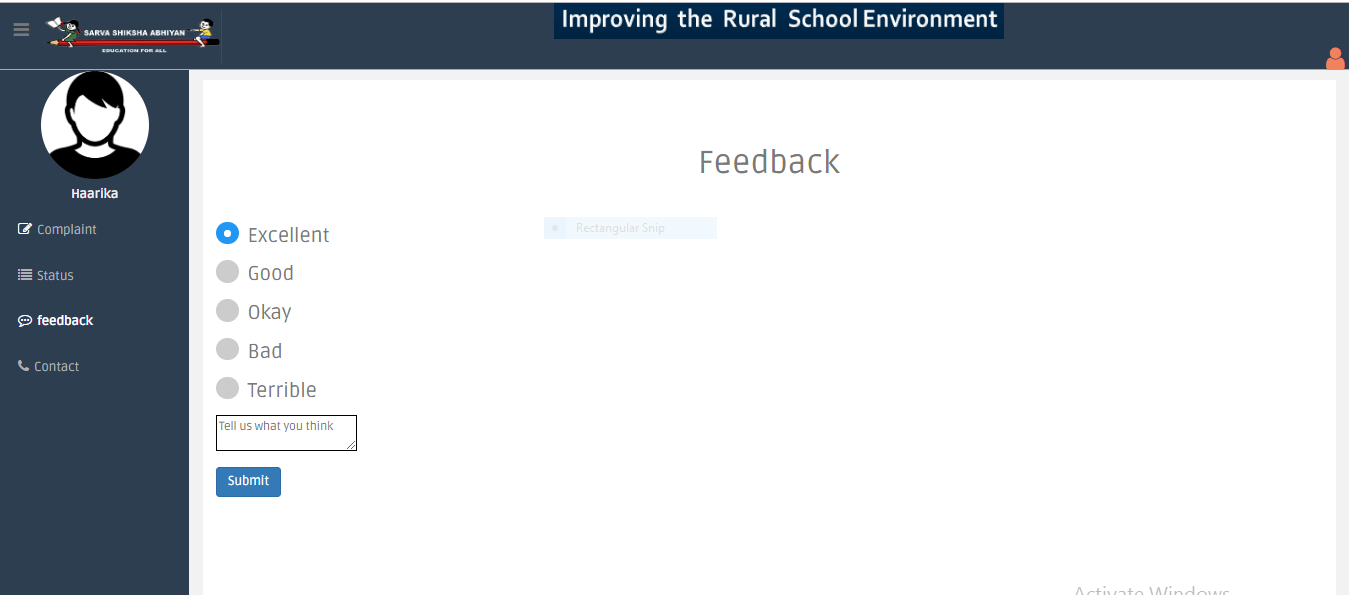 Improving the Rural School Environment
SARVA SHIKSHA ABHIYAN
EDUCATION FOR ALL
Haarika
Complaint
Status
feedback
Contact
Feedback
Rectangular Snip
Excellent
Good
Okay
Bad
Terrible
Tell us what you think
Submit
Activate Windows